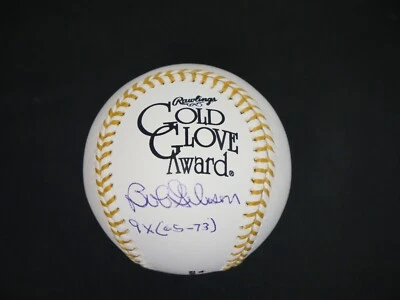 Rawlings
GOLD
GLOVE
AWARD®
Bob Gibson
9x(65-73)